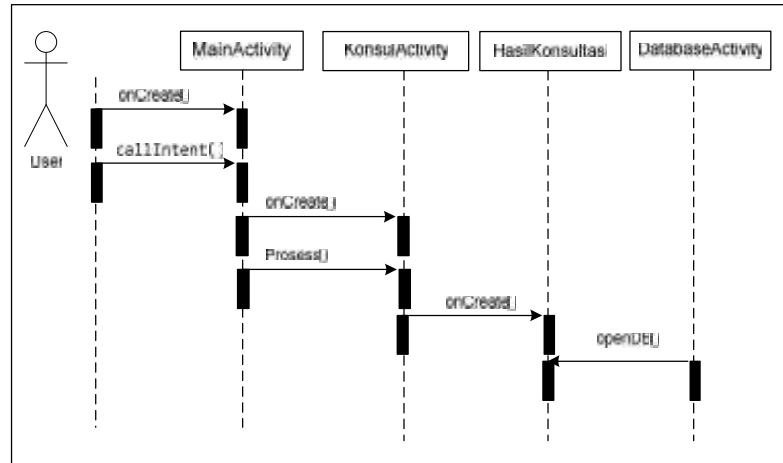 MainActivity
KonsulActivity
HasilKonsultasi
DatabaseActivity
onCreate()
callIntent()
User
onCreate()
Prosess()
onCreate()
openDB()